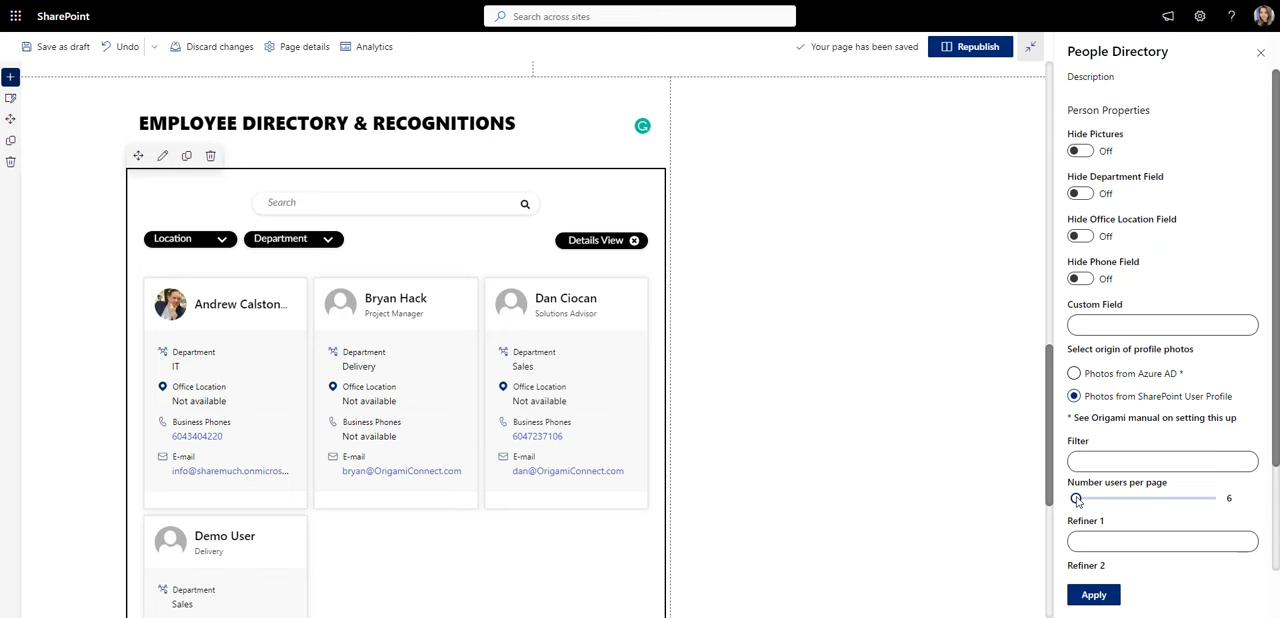 SharePoint
Search across sites
?
Save as draft Undo Discard changes Page details Analytics
Your page has been saved Republish
EMPLOYEE DIRECTORY & RECOGNITIONS
Search
Location Department Details View
Andrew Calston...
Department
IT
Office Location
Not available
Business Phones
6043404220
E-mail
info@sharemuch.onmicros...
Bryan Hack
Project Manager
Department
Delivery
Office Location
Not available
Business Phones
Not available
E-mail
bryan@OrigamiConnect.com
Dan Ciocan
Solutions Advisor
Department
Sales
Office Location
Not available
Business Phones
6047237106
E-mail
dan@OrigamiConnect.com
Demo User
Delivery
Department
Sales
People Directory
Description
Person Properties
Hide Pictures
Off
Hide Department Field
Off
Hide Office Location Field
Off
Hide Phone Field
Off
Custom Field
Select origin of profile photos
Photos from Azure AD *
Photos from SharePoint User Profile
* See Origami manual on setting this up
Filter
Number users per page
6
Refiner 1
Refiner 2
Apply